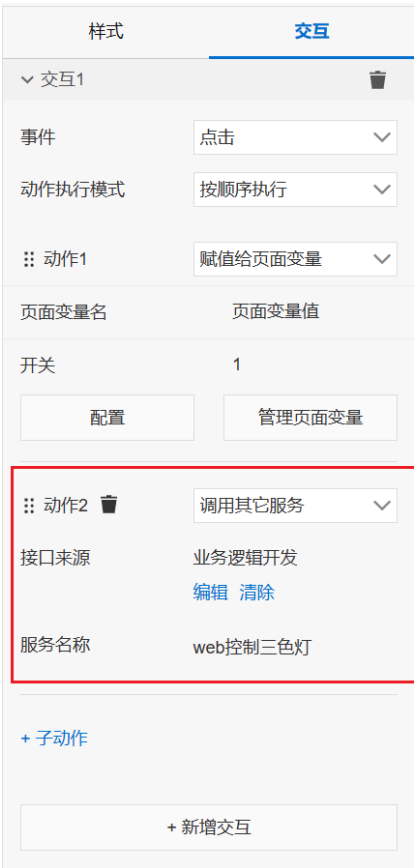 样式 交互
交互1
事件 点击
动作执行模式 按顺序执行
动作1 赋值给页面变量
页面变量名 页面变量值
开关 1
配置 管理页面变量
动作2 调用其它服务
接口来源 业务逻辑开发
编辑 清除
服务名称 web控制三色灯
+ 子动作
+ 新增交互